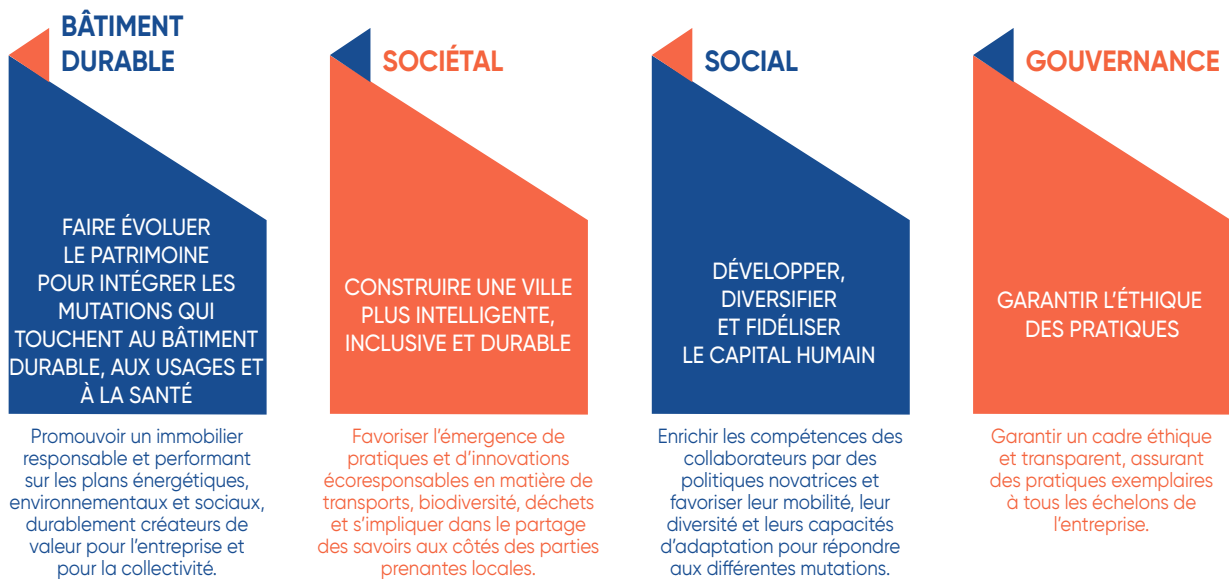 BÂTIMENT
DURABLE
FAIRE ÉVOLUER
LE PATRIMOINE
POUR INTÉGRER LES
MUTATIONS QUI
TOUCHENT AU BÂTIMENT
DURABLE, AUX USAGES ET
À LA SANTÉ
Promouvoir un immobilier
responsable et performant
sur les plans énergétiques,
environnementaux et sociaux,
durablement créateurs de
valeur pour l'entreprise et
pour la collectivité.
SOCIÉTAL
CONSTRUIRE UNE VILLE
PLUS INTELLIGENTE,
INCLUSIVE ET DURABLE
Favoriser l'émergence de
pratiques et d'innovations
écoresponsables en matière de
transports, biodiversité, déchets
et s'impliquer dans le partage
des savoirs aux côtés des parties
prenantes locales.
SOCIAL
DÉVELOPPER,
DIVERSIFIER
ET FIDÉLISER
LE CAPITAL HUMAIN
Enrichir les compétences des
collaborateurs par des
politiques novatrices et
favoriser leur mobilité, leur
diversité et leurs capacités
d'adaptation pour répondre
aux différentes mutations.
GOUVERNANCE
GARANTIR L'ÉTHIQUE
DES PRATIQUES
Garantir un cadre éthique
et transparent, assurant
des pratiques exemplaires
à tous les échelons de
l'entreprise.